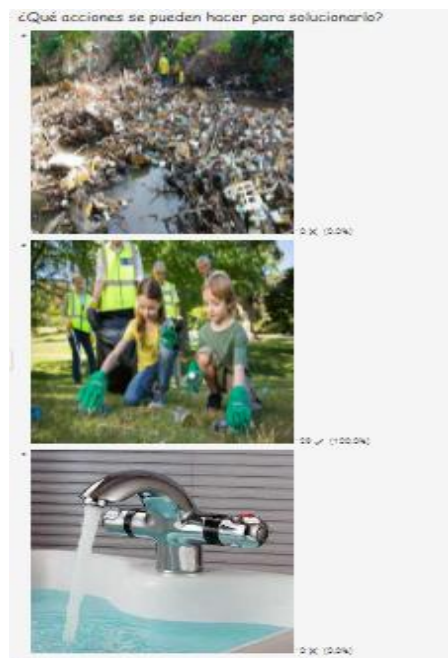 ¿Qué acciones se pueden hacer para solucionarlo?
0 ✕ (0.0%)
✓ (100.0%)
0 ✕ (0.0%)